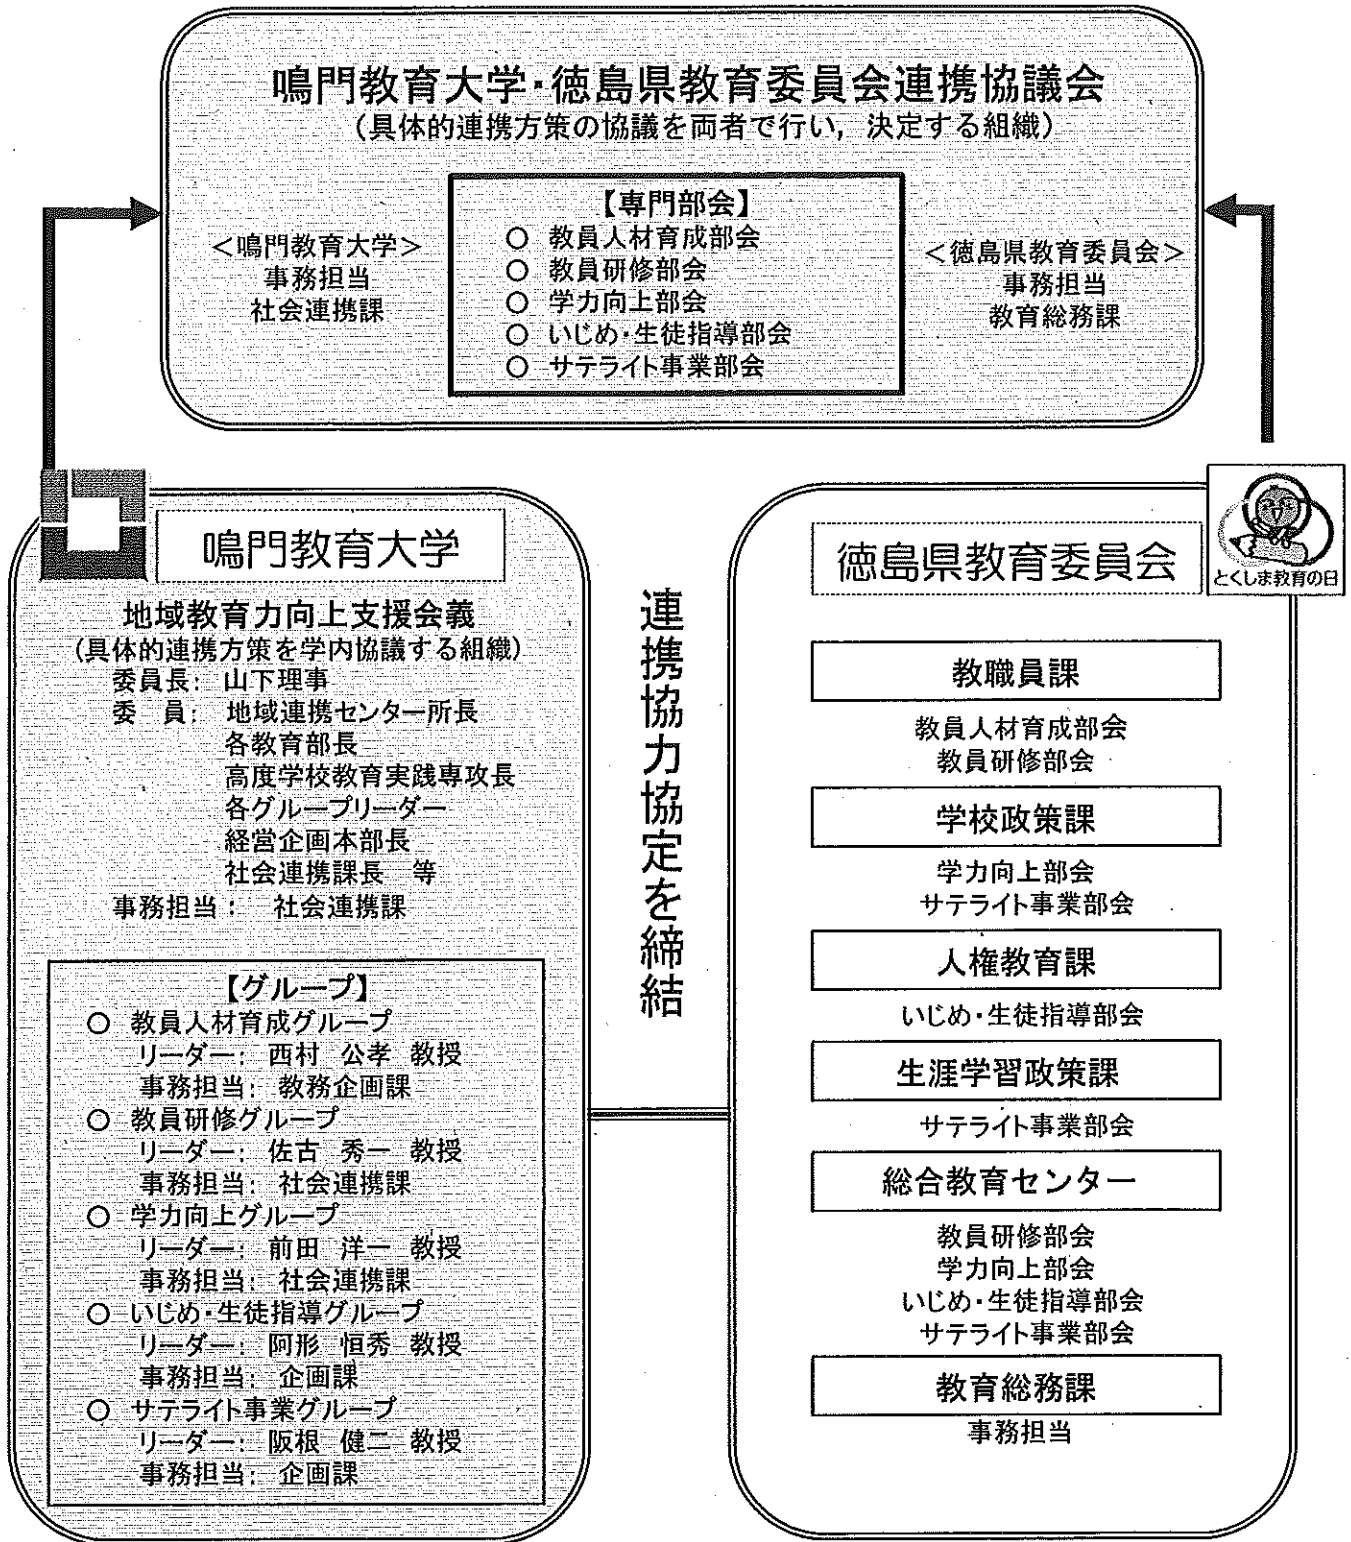 鳴門教育大学・徳島県教育委員会連携協議会
(具体的連携方策の協議を両者で行い，決定する組織)
<鳴門教育大学>
事務担当
社会連携課
【専門部会】
○ 教員人材育成部会
○ 教員研修部会
○ 学力向上部会
○ いじめ・生徒指導部会
○ サテライト事業部会
<徳島県教育委員会>
事務担当
教育総務課
鳴門教育大学
地域教育力向上支援会議
(具体的連携方策を学内協議する組織)
委員長： 山下理事
委　員： 地域連携センター所長
各教育部長
高度学校教育実践専攻長
各グループリーダー
経営企画本部長
社会連携課長　等
事務担当： 社会連携課
【グループ】
○ 教員人材育成グループ
リーダー： 西村 公孝 教授
事務担当： 教務企画課
○ 教員研修グループ
リーダー： 佐古 秀一 教授
事務担当： 社会連携課
○ 学力向上グループ
リーダー： 前田 洋一 教授
事務担当： 社会連携課
○ いじめ・生徒指導グループ
リーダー： 阿形 恒秀 教授
事務担当： 企画課
○ サテライト事業グループ
リーダー： 阪根 健二 教授
事務担当： 企画課
連携協力協定を締結
徳島県教育委員会
とくしま教育の日
教職員課
教員人材育成部会
教員研修部会
学校政策課
学力向上部会
サテライト事業部会
人権教育課
いじめ・生徒指導部会
生涯学習政策課
サテライト事業部会
総合教育センター
教員研修部会
学力向上部会
いじめ・生徒指導部会
サテライト事業部会
教育総務課
事務担当